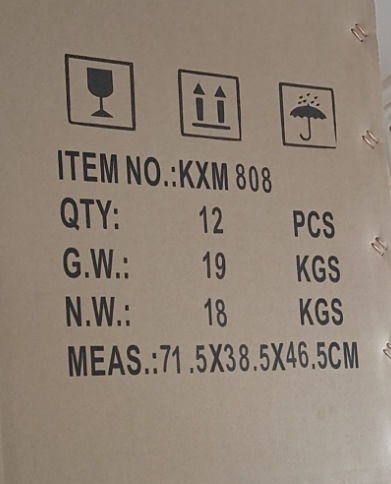 ITEM NO.:KXM 808
QTY: 12 PCS
G.W.: 19 KGS
N.W.: 18 KGS
MEAS.:71.5X38.5X46.5CM